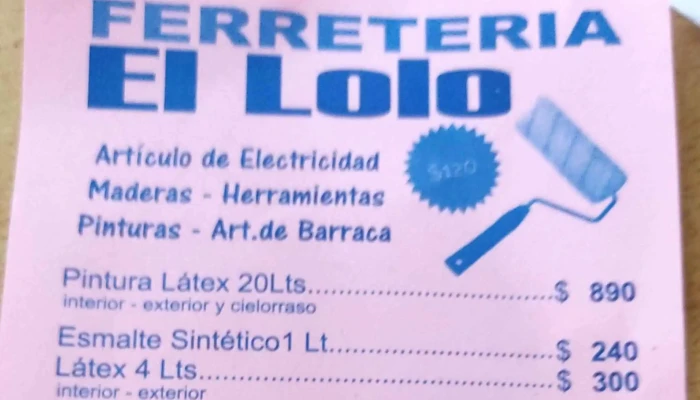 FERRETERIA
El Lolo
Artículo de Electricidad
Maderas - Herramientas
Pinturas - Art.de Barraca
$120
Pintura Látex 20Lts..............................$ 890
interior - exterior y cielorraso
Esmalte Sintético1 Lt............................$ 240
Látex 4 Lts.............................................$ 300
interior - exterior